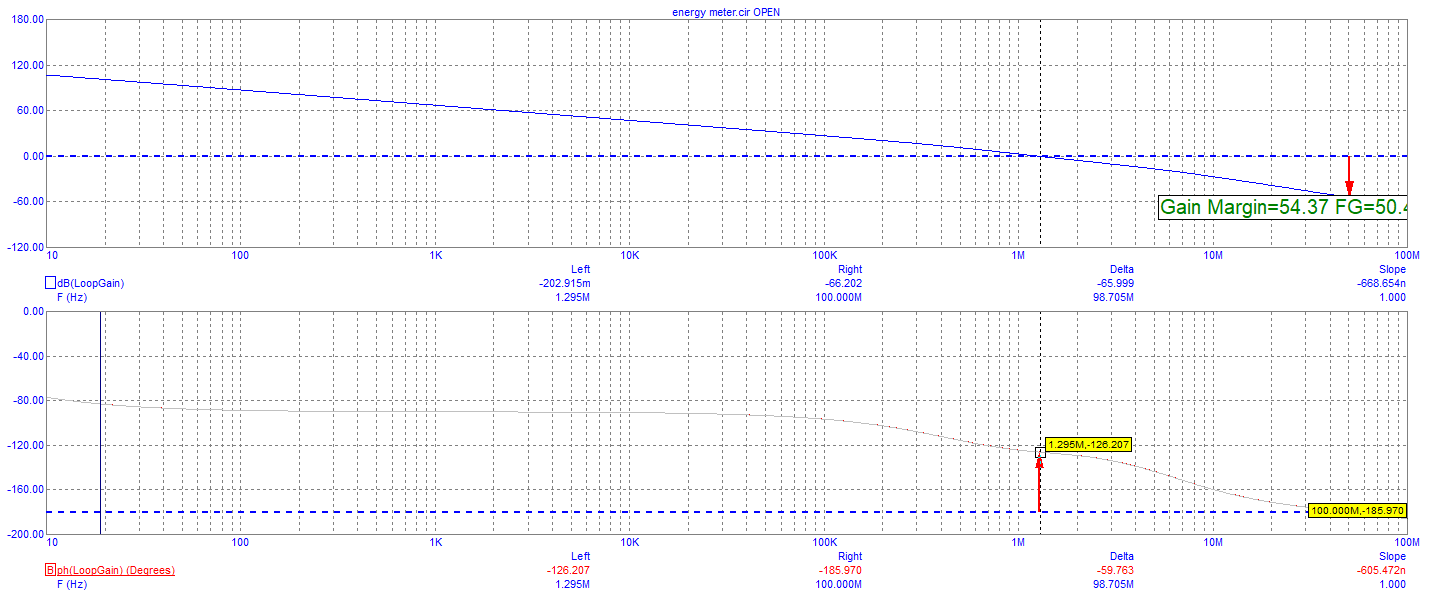 energy meter.cir OPEN
180.00
120.00
60.00
0.00
-60.00
-120.00
Gain Margin=54.37 FG=50.4
10 100 1K 10K 100K 1M 10M 100M
Left Right Delta Slope
dB(LoopGain) -202.915m -66.202 -65.999 -668.654n
F (Hz) 1.295M 100.000M 98.705M 1.000
0.00
-40.00
-80.00
-120.00
1.295M,-126.207
-160.00
100.000M,-185.970
-200.00
10 100 1K 10K 100K 1M 10M 100M
Left Right Delta Slope
B ph(LoopGain) (Degrees) -126.207 -185.970 -59.763 -605.472n
F (Hz) 1.295M 100.000M 98.705M 1.000